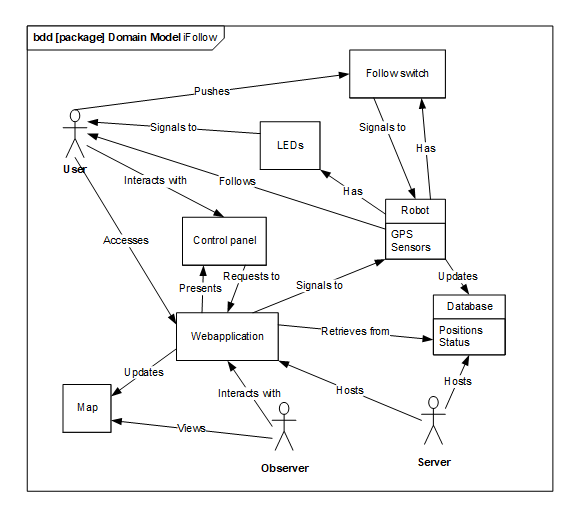 bdd [package] Domain Model iFollow
Follow switch
Pushes
Signals to
Signals to
LEDs
Has
User
Interacts with
Follows
Has
Robot
GPS
Sensors
Control panel
Accesses
Requests to
Presents
Signals to
Updates
Database
Positions
Status
Webapplication
Retrieves from
Updates
Interacts with
Hosts
Hosts
Map
Views
Observer
Server